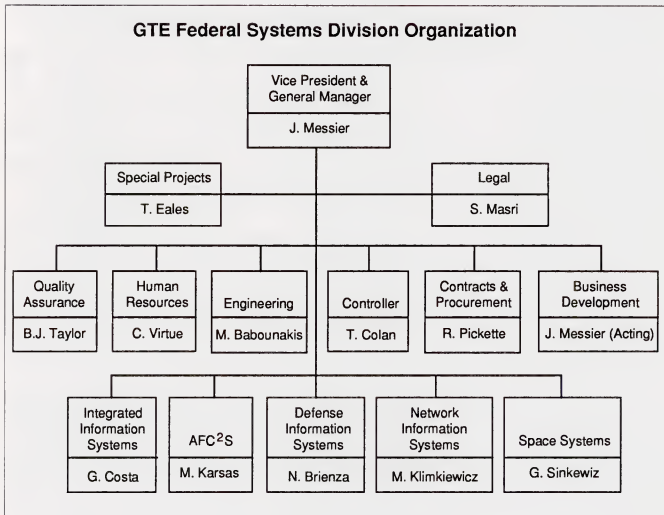 GTE Federal Systems Division Organization
Vice President &
General Manager
J. Messier
Special Projects
T. Eales
Legal
S. Masri
Quality
Assurance
B.J. Taylor
Human
Resources
C. Virtue
Engineering
M. Babounakis
Controller
T. Colan
Contracts &
Procurement
R. Pickette
Business
Development
J. Messier (Acting)
Integrated
Information
Systems
G. Costa
AFC²S
M. Karsas
Defense
Information
Systems
N. Brienza
Network
Information
Systems
M. Klimkiewicz
Space Systems
G. Sinkewiz